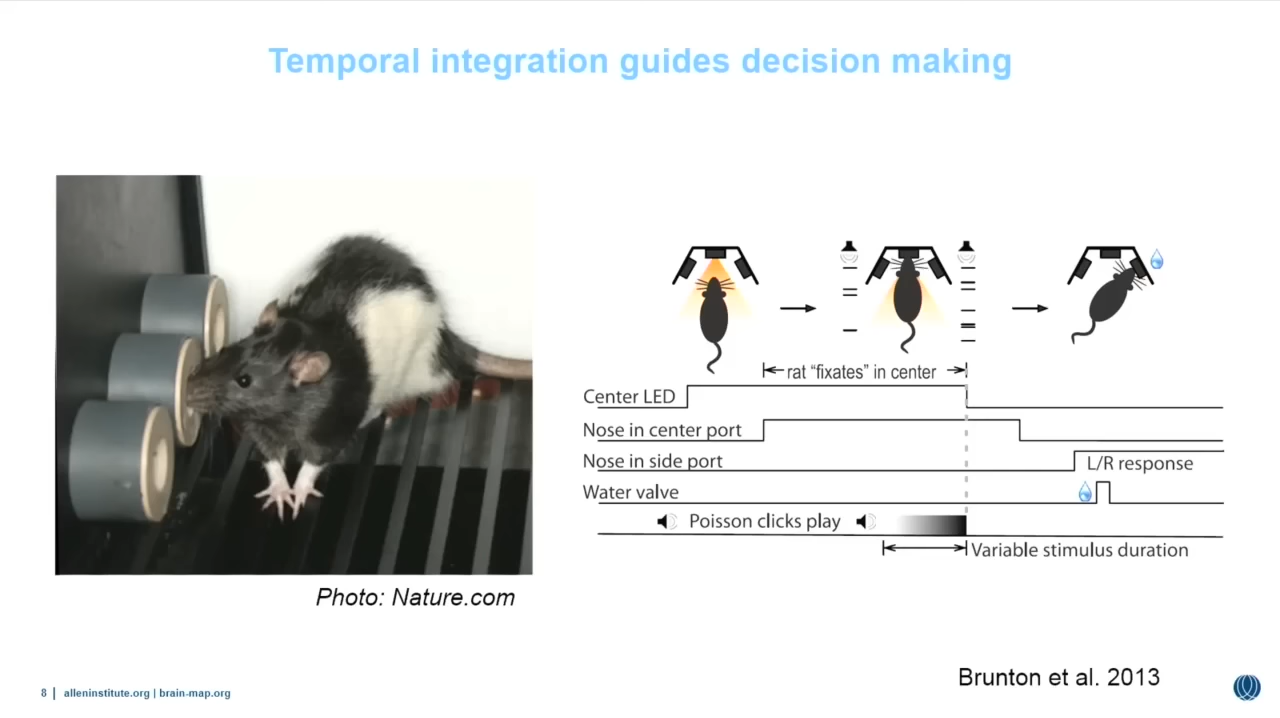 Temporal integration guides decision making
rat “fixates” in center
Center LED
Nose in center port
Nose in side port
L/R response
Water valve
Poisson clicks play
Variable stimulus duration
Photo: Nature.com
Brunton et al. 2013
8 | alleninstitute.org | brain-map.org